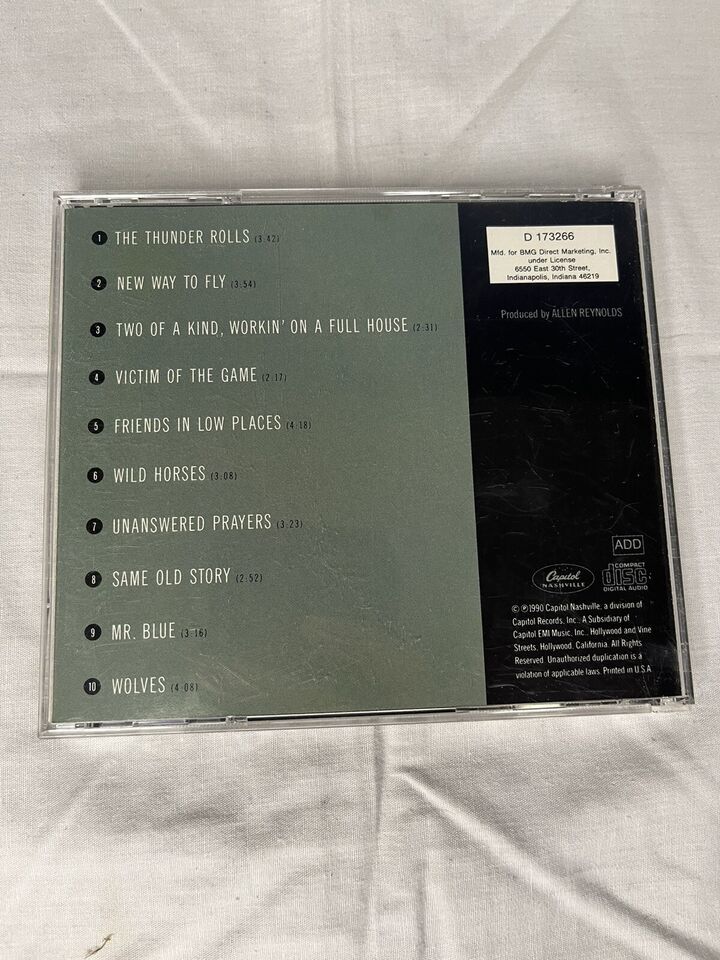 1 THE THUNDER ROLLS (3:42)
2 NEW WAY TO FLY (3:54)
3 TWO OF A KIND, WORKIN' ON A FULL HOUSE (2:31)
4 VICTIM OF THE GAME (2:17)
5 FRIENDS IN LOW PLACES (4:18)
6 WILD HORSES (3:08)
7 UNANSWERED PRAYERS (3:23)
8 SAME OLD STORY (2:52)
9 MR. BLUE (3:16)
10 WOLVES (4:08)
D 173266
Mfd. for BMG Direct Marketing, Inc.
under License
6550 East 30th Street,
Indianapolis, Indiana 46219
Produced by ALLEN REYNOLDS
ADD
Capitol
NASHVILLE
COMPACT
disc
DIGITAL AUDIO
© ℗1990 Capitol Nashville, a division of
Capitol Records, Inc. A Subsidiary of
Capitol EMI Music, Inc., Hollywood and Vine
Streets, Hollywood, California. All Rights
Reserved. Unauthorized duplication is a
violation of applicable laws. Printed in U.S.A.